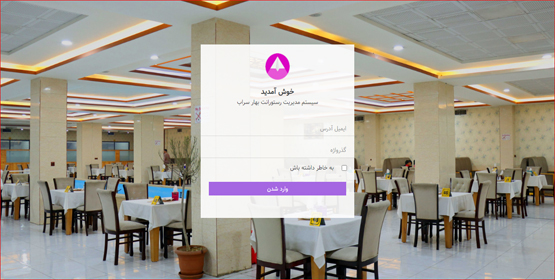 خوش آمدید
سیستم مدیریت رستورانت بهار سراب
ایمیل آدرس
گذرواژه
به خاطر داشته باش
وارد شدن